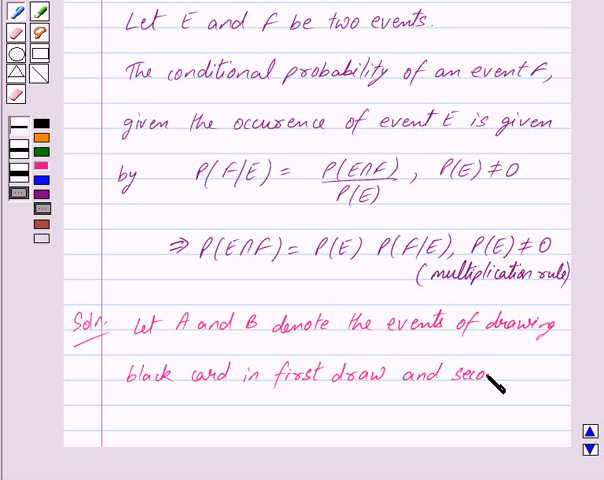 Let E and F be two events.
The conditional probability of an event F,
given the occurence of event E is given
by P(F/E) = P(E∩F)/P(E), P(E) ≠ 0
⇒ P(E∩F) = P(E) P(F/E), P(E) ≠ 0
(multiplication rule)
Soln. Let A and B denote the events of drawing
black card in first draw and seco